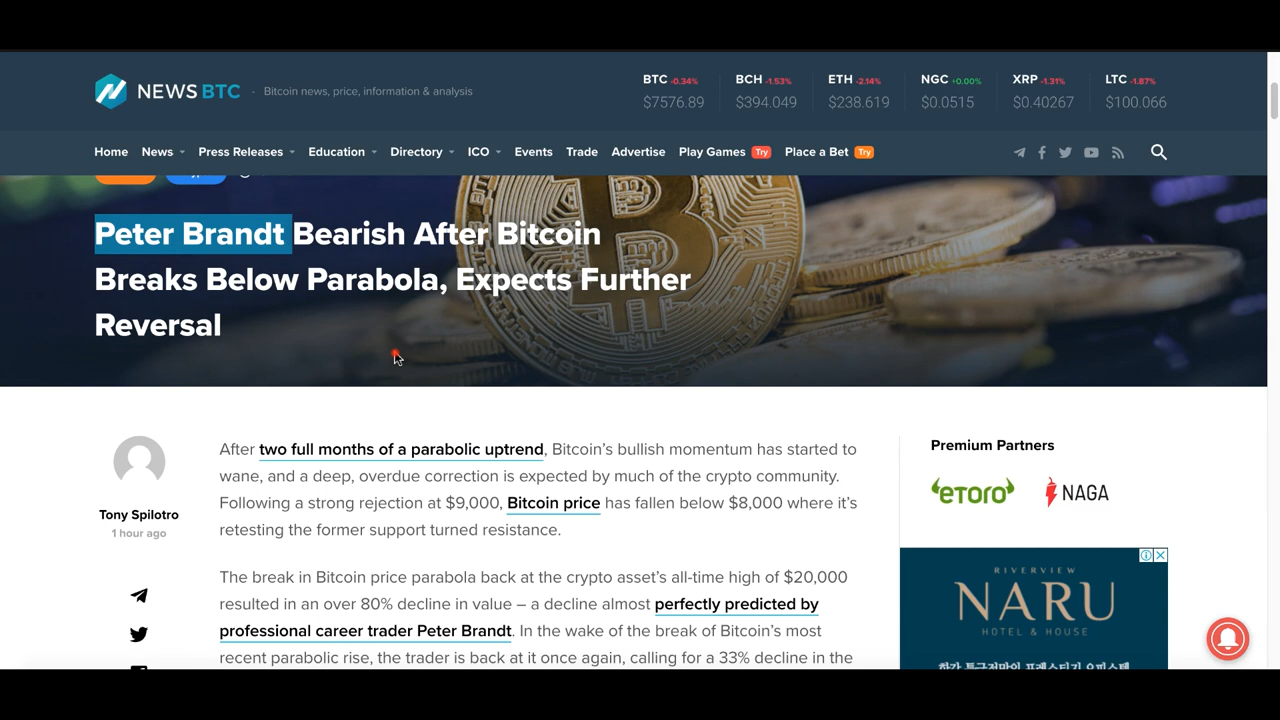 NEWSBTC - Bitcoin news, price, information & analysis
BTC -0.34% BCH -1.53% ETH -2.14% NGC +0.00% XRP -1.31% LTC -1.87%
$7576.89 $394.049 $238.619 $0.0515 $0.40267 $100.066
Home News Press Releases Education Directory ICO Events Trade Advertise Play Games Try Place a Bet Try
Peter Brandt Bearish After Bitcoin
Breaks Below Parabola, Expects Further
Reversal
After two full months of a parabolic uptrend, Bitcoin's bullish momentum has started to
wane, and a deep, overdue correction is expected by much of the crypto community.
Following a strong rejection at $9,000, Bitcoin price has fallen below $8,000 where it's
retesting the former support turned resistance.
Tony Spilotro
1 hour ago
The break in Bitcoin price parabola back at the crypto asset's all-time high of $20,000
resulted in an over 80% decline in value – a decline almost perfectly predicted by
professional career trader Peter Brandt. In the wake of the break of Bitcoin's most
recent parabolic rise, the trader is back at it once again, calling for a 33% decline in the
Premium Partners
eToro NAGA
RIVERVIEW
NARU
HOTEL & HOUSE